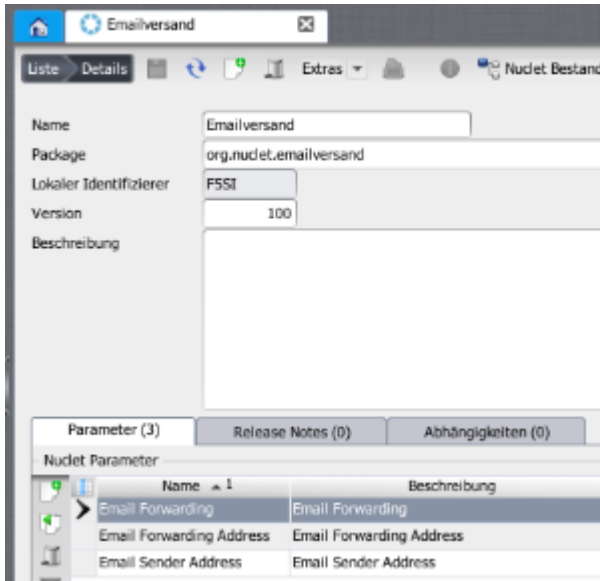 Emailversand
Liste Details Extras Nuclet Bestand
Name Emailversand
Package org.nuclet.emailversand
Lokaler Identifizierer F5SI
Version 100
Beschreibung
Parameter (3) Release Notes (0) Abhängigkeiten (0)
Nuclet Parameter
Name 1 Beschreibung
Email Forwarding Email Forwarding
Email Forwarding Address Email Forwarding Address
Email Sender Address Email Sender Address